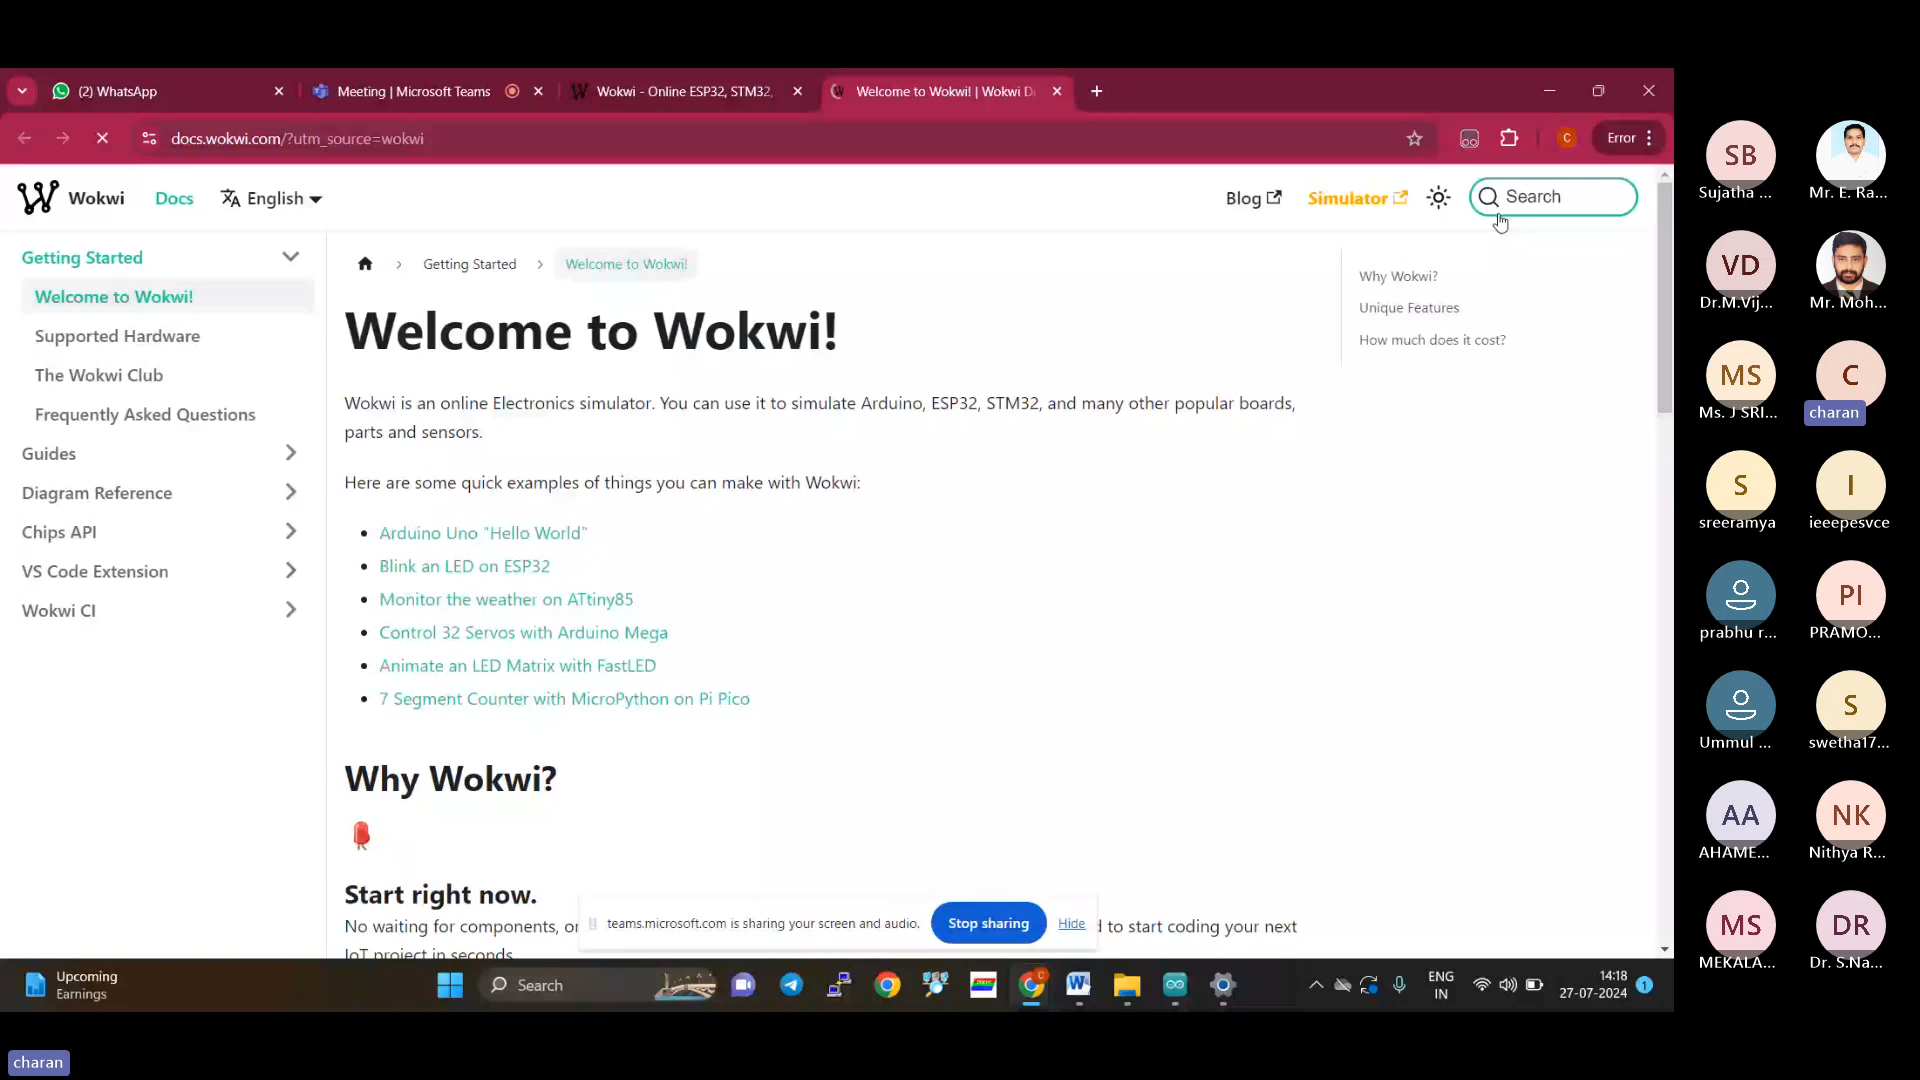 (2) WhatsApp
Meeting | Microsoft Teams
Wokwi - Online ESP32, STM32,
Welcome to Wokwi! | Wokwi D
docs.wokwi.com/?utm_source=wokwi
C
Error
Wokwi
Docs
English
Blog
Simulator
Search
Getting Started
Welcome to Wokwi!
Supported Hardware
The Wokwi Club
Frequently Asked Questions
Guides
Diagram Reference
Chips API
VS Code Extension
Wokwi CI
Getting Started
Welcome to Wokwi!
Welcome to Wokwi!
Wokwi is an online Electronics simulator. You can use it to simulate Arduino, ESP32, STM32, and many other popular boards,
parts and sensors.
Here are some quick examples of things you can make with Wokwi:
Arduino Uno "Hello World"
Blink an LED on ESP32
Monitor the weather on ATtiny85
Control 32 Servos with Arduino Mega
Animate an LED Matrix with FastLED
7 Segment Counter with MicroPython on Pi Pico
Why Wokwi?
Start right now.
No waiting for components, or
d to start coding your next
IoT project in seconds
Why Wokwi?
Unique Features
How much does it cost?
teams.microsoft.com is sharing your screen and audio.
Stop sharing
Hide
Upcoming
Earnings
Search
ENG
IN
14:18
27-07-2024
1
SB
Sujatha ...
Mr. E. Ra...
VD
Dr.M.Vij...
Mr. Moh...
MS
Ms. J SRI...
C
charan
S
sreeramya
I
ieeepesvce
prabhu r...
PI
PRAMO...
Ummul ...
S
swetha17...
AA
AHAME...
NK
Nithya R...
MS
MEKALA...
DR
Dr. S.Na...
charan